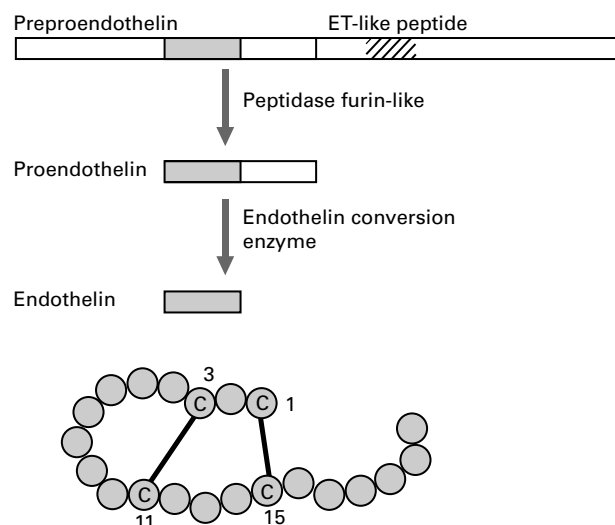 Preproendothelin
ET-like peptide
Peptidase furin-like
Proendothelin
Endothelin conversion
enzyme
Endothelin
3
C
C
1
C
C
11
15